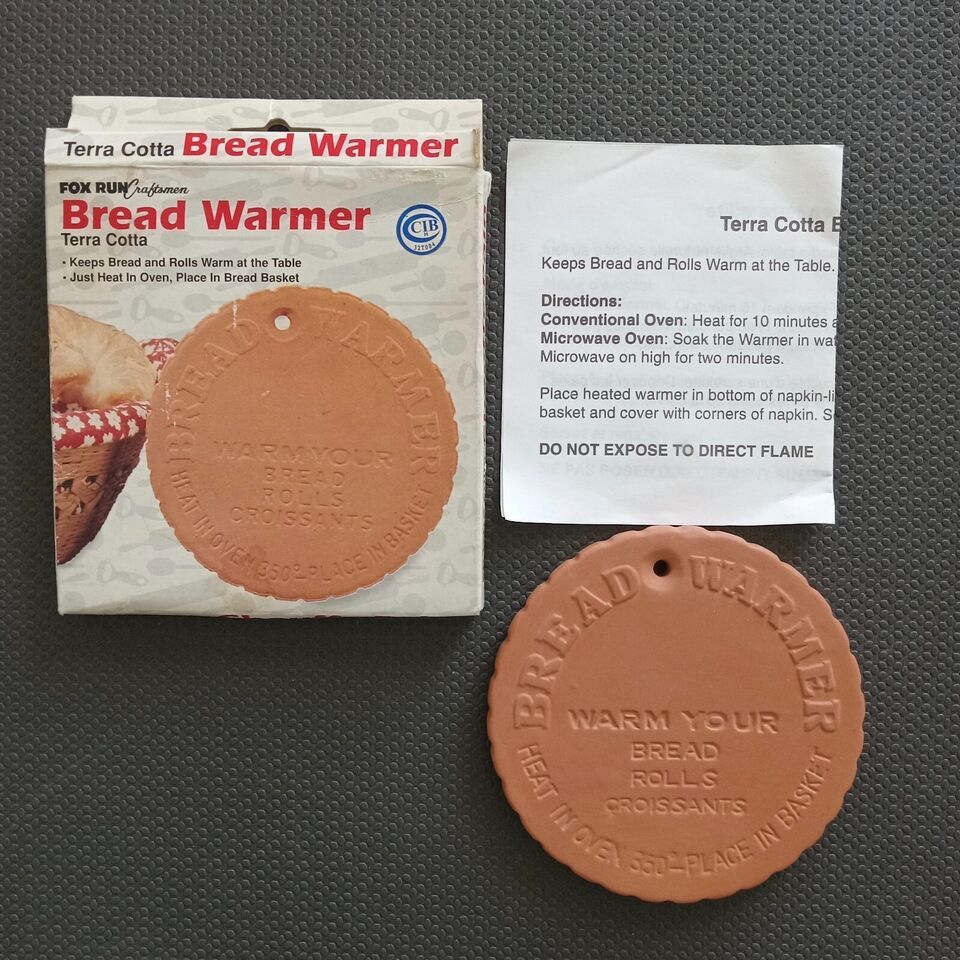 Terra Cotta Bread Warmer
FOX RUN Craftsmen
Bread Warmer
Terra Cotta
• Keeps Bread and Rolls Warm at the Table
• Just Heat In Oven, Place In Bread Basket
CIB
H
J2T004
BREAD WARMER
WARM YOUR
BREAD
ROLLS
CROISSANTS
HEAT IN OVEN 350°–PLACE IN BASKET
Terra Cotta B
Keeps Bread and Rolls Warm at the Table.
Directions:
Conventional Oven: Heat for 10 minutes a
Microwave Oven: Soak the Warmer in wat
Microwave on high for two minutes.
Place heated warmer in bottom of napkin-li
basket and cover with corners of napkin. S
DO NOT EXPOSE TO DIRECT FLAME
BREAD WARMER
WARM YOUR
BREAD
ROLLS
CROISSANTS
HEAT IN OVEN 350°–PLACE IN BASKET